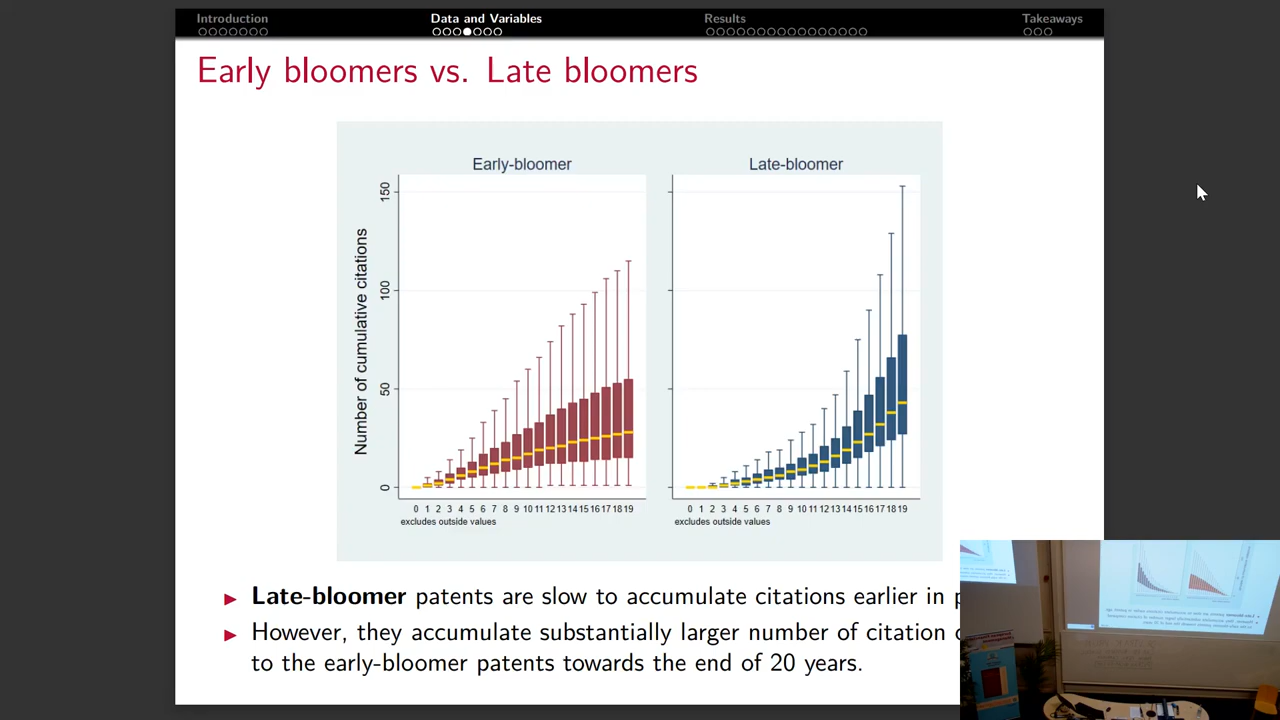 Introduction
Data and Variables
Results
Takeaways
Early bloomers vs. Late bloomers
Early-bloomer
Late-bloomer
Number of cumulative citations
150
100
50
0
0 1 2 3 4 5 6 7 8 9 10 11 12 13 14 15 16 17 18 19
0 1 2 3 4 5 6 7 8 9 10 11 12 13 14 15 16 17 18 19
excludes outside values
excludes outside values
Late-bloomer patents are slow to accumulate citations earlier in
However, they accumulate substantially larger number of citation
to the early-bloomer patents towards the end of 20 years.